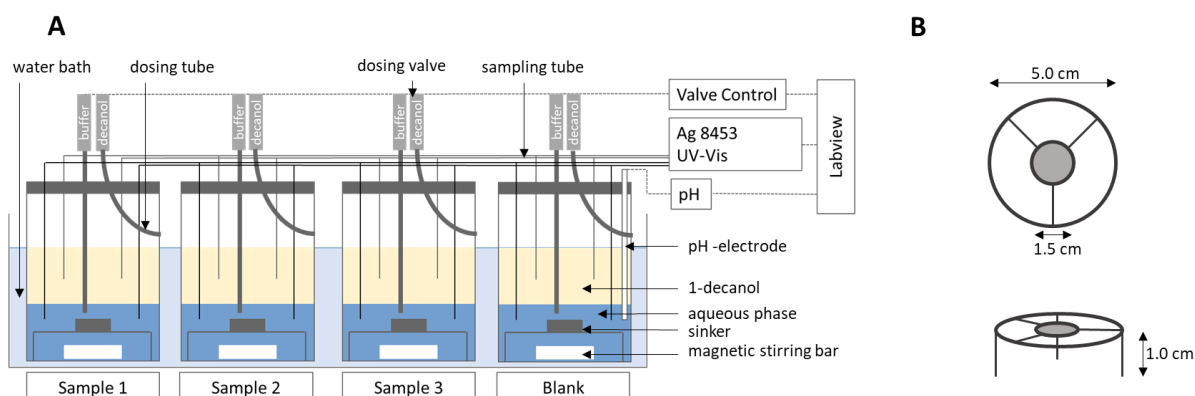 A
B
water bath
dosing tube
dosing valve
sampling tube
buffer
decanol
buffer
decanol
buffer
decanol
buffer
decanol
Valve Control
Ag 8453
UV-Vis
pH
Labview
pH -electrode
1-decanol
aqueous phase
sinker
magnetic stirring bar
Sample 1
Sample 2
Sample 3
Blank
5.0 cm
1.5 cm
1.0 cm